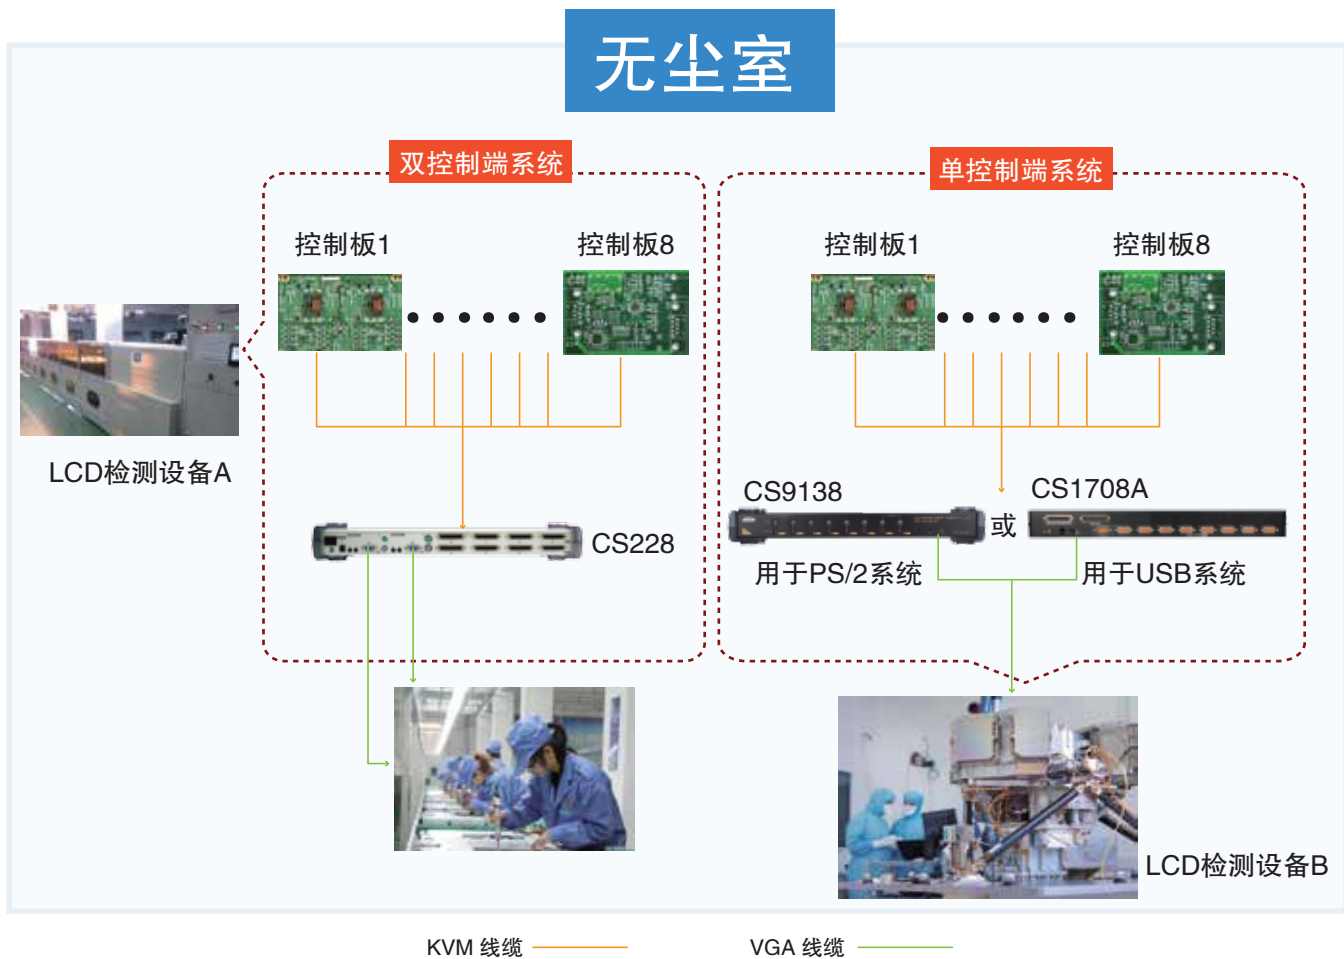 无尘室
双控制端系统
单控制端系统
控制板1
控制板8
控制板1
控制板8
LCD检测设备A
CS228
CS9138
或
CS1708A
用于PS/2系统
用于USB系统
LCD检测设备B
KVM 线缆
VGA 线缆